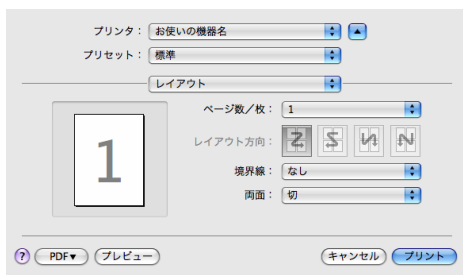 プリンタ： お使いの機器名
プリセット： 標準
レイアウト
ページ数／枚： 1
レイアウト方向：
境界線： なし
両面： 切
1
? PDF▼ プレビュー キャンセル プリント